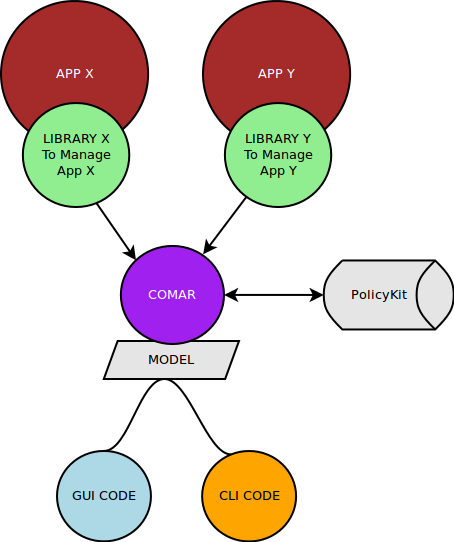 APP X
APP Y
LIBRARY X
To Manage
App X
LIBRARY Y
To Manage
App Y
COMAR
PolicyKit
MODEL
GUI CODE
CLI CODE